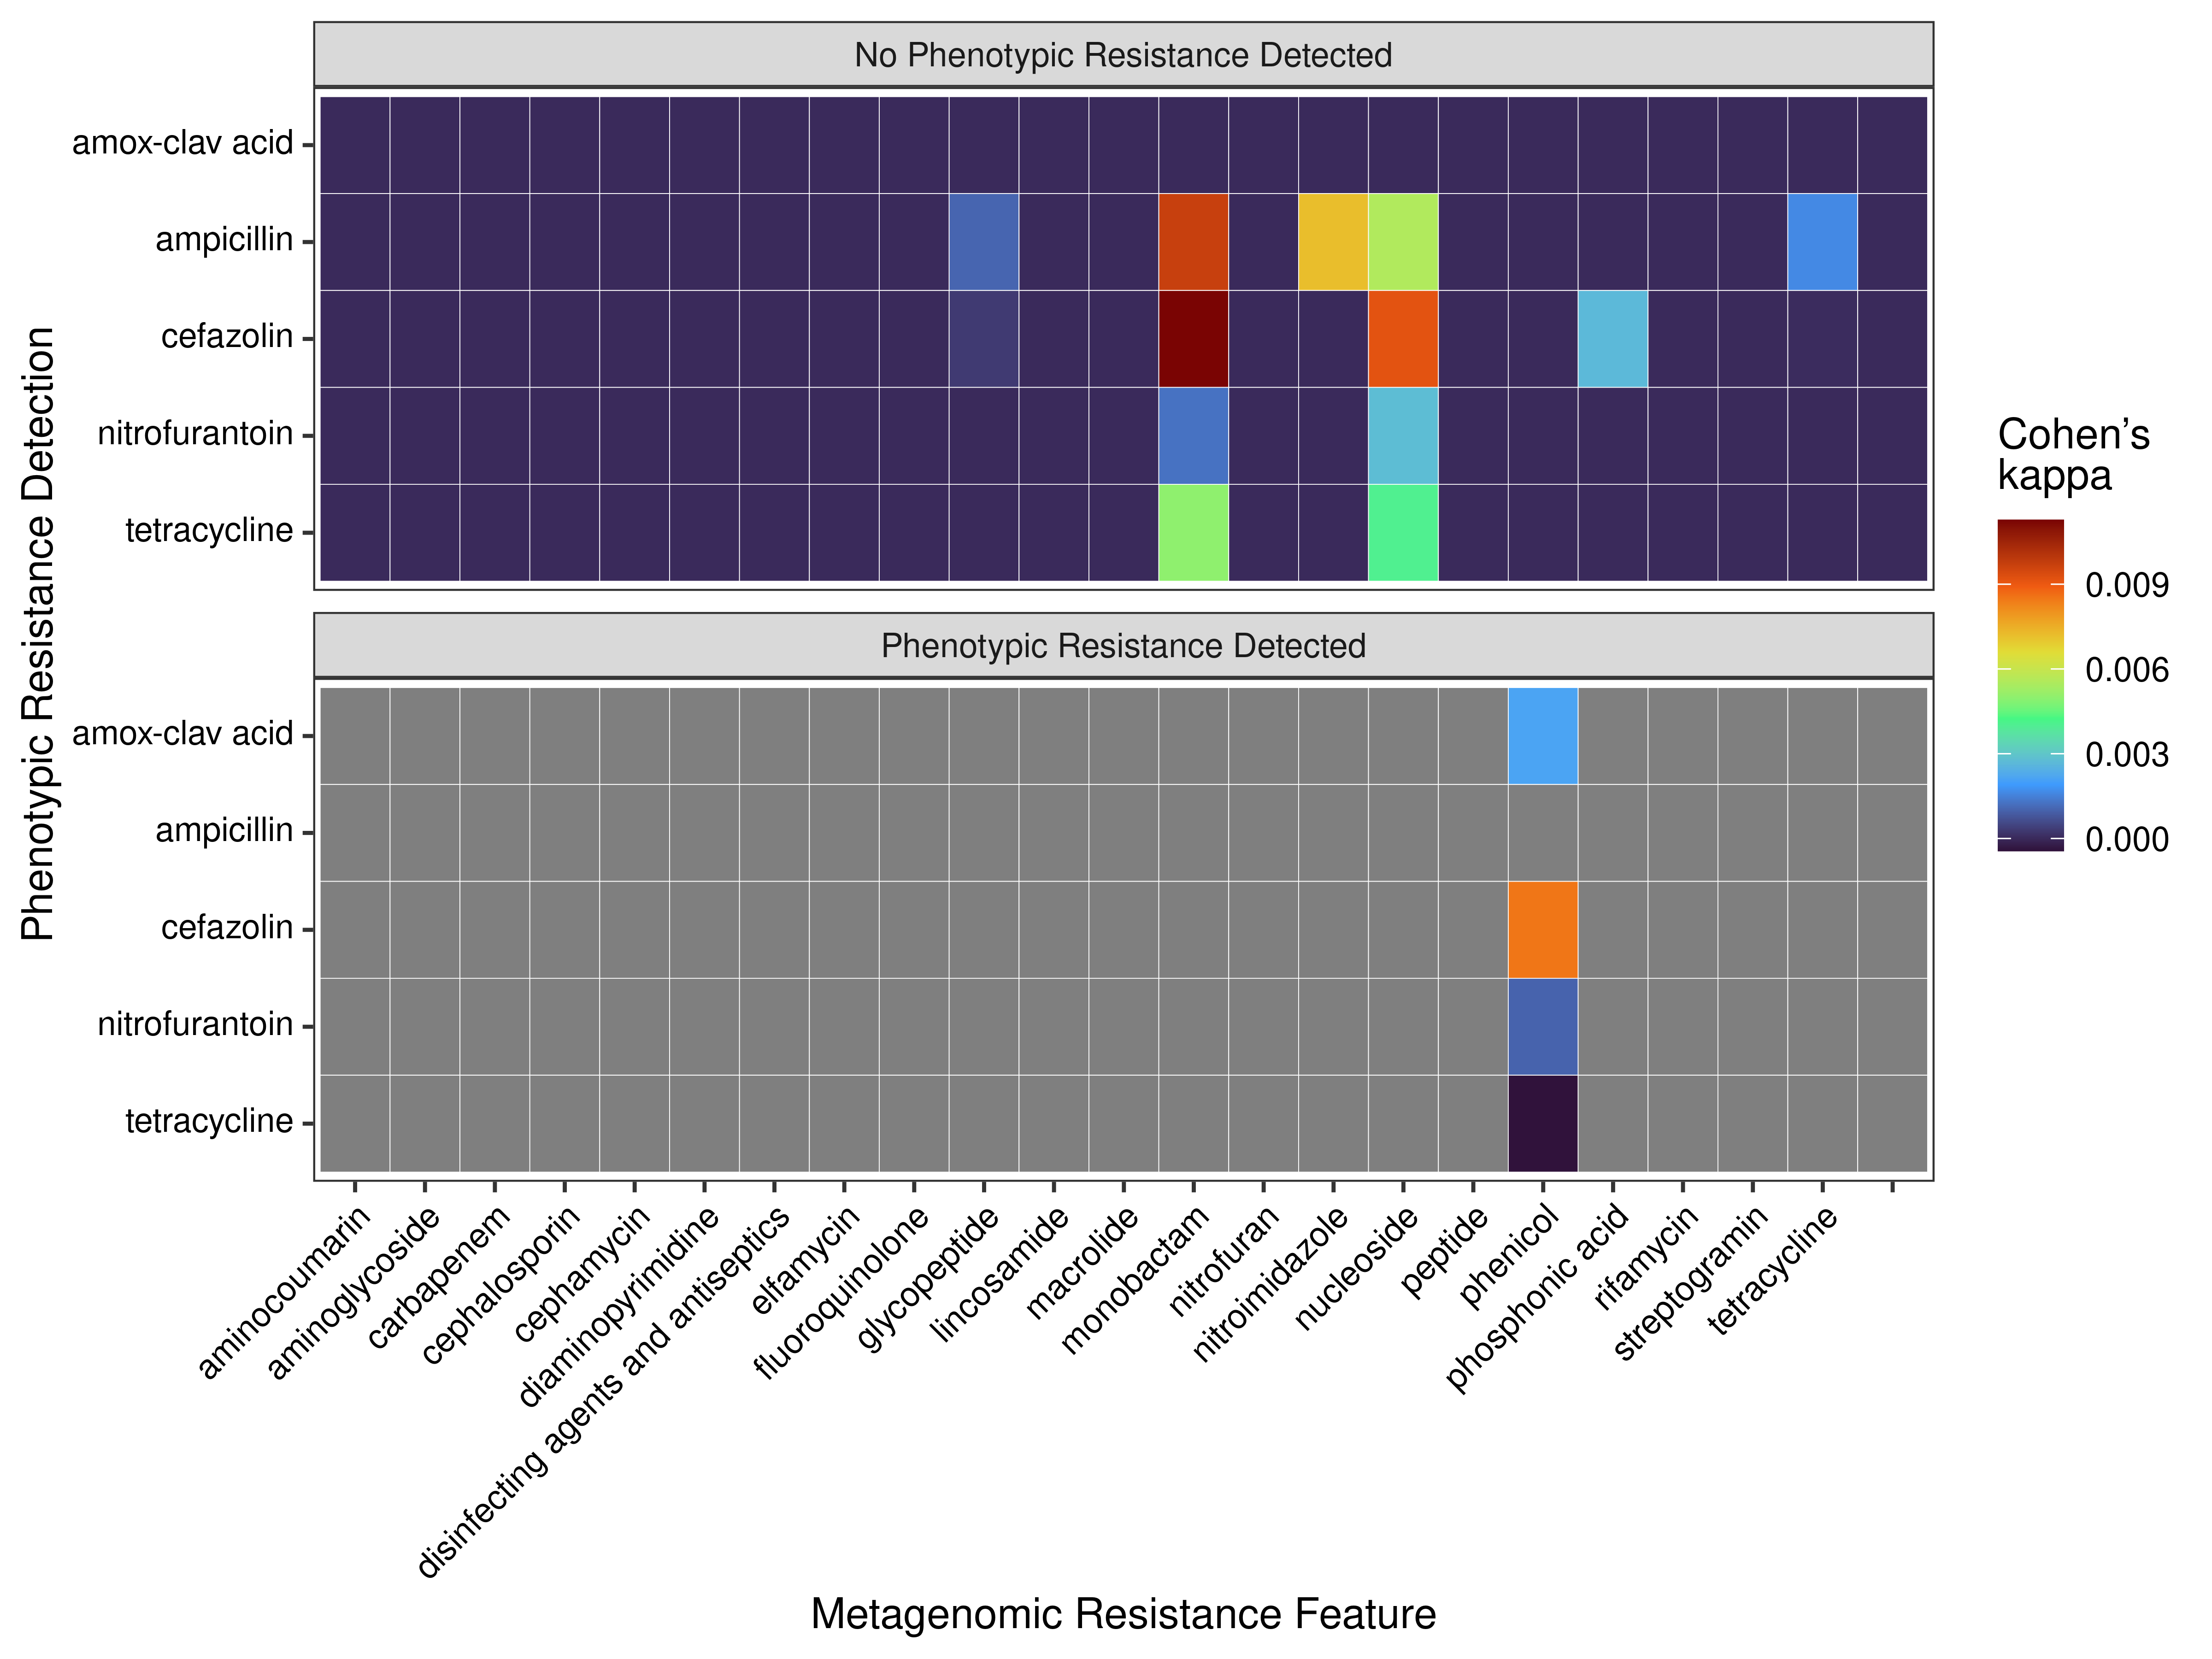 No Phenotypic Resistance Detected
amox-clav acid
ampicillin
cefazolin
nitrofurantoin
tetracycline
Phenotypic Resistance Detection
Phenotypic Resistance Detected
amox-clav acid
ampicillin
cefazolin
nitrofurantoin
tetracycline
aminocoumarin
aminoglycoside
carbapenem
cephalosporin
cephamycin
diaminopyrimidine
disinfecting agents and antiseptics
elfamycin
fluoroquinolone
glycopeptide
lincosamide
macrolide
monobactam
nitrofuran
nitroimidazole
nucleoside
peptide
phenicol
phosphonic acid
rifamycin
streptogramin
tetracycline
Metagenomic Resistance Feature
Cohen’s
kappa
0.009
0.006
0.003
0.000